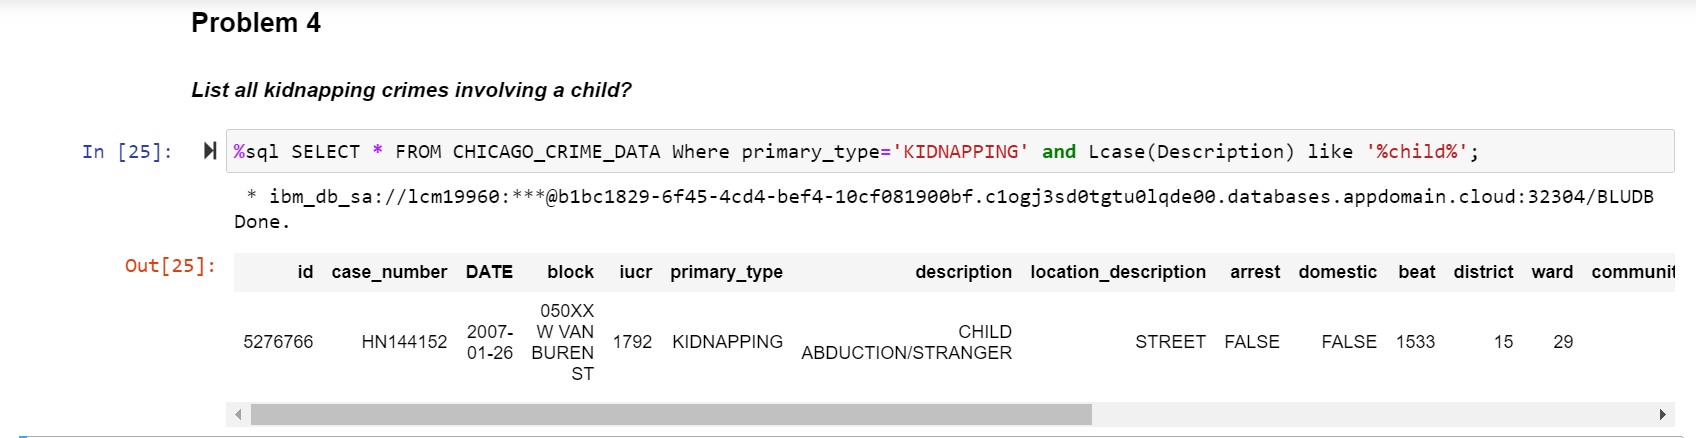 Problem 4
List all kidnapping crimes involving a child?
In [25]: %sql SELECT * FROM CHICAGO_CRIME_DATA Where primary_type='KIDNAPPING' and Lcase(Description) like '%child%';
* ibm_db_sa://lcm19960:***@b1bc1829-6f45-4cd4-bef4-10cf081900bf.c1ogj3sd0tgtu0lqde00.databases.appdomain.cloud:32304/BLUDB
Done.
Out[25]: id case_number DATE block iucr primary_type description location_description arrest domestic beat district ward communit
050XX
2007- W VAN CHILD
5276766 HN144152 1792 KIDNAPPING STREET FALSE FALSE 1533 15 29
01-26 BUREN ABDUCTION/STRANGER
ST